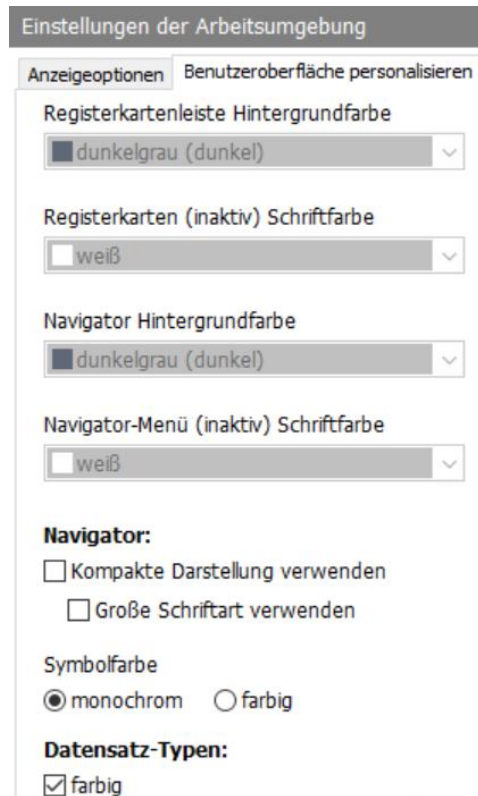 Einstellungen der Arbeitsumgebung
Anzeigeoptionen Benutzeroberfläche personalisieren
Registerkartenleiste Hintergrundfarbe
dunkelgrau (dunkel)
Registerkarten (inaktiv) Schriftfarbe
weiß
Navigator Hintergrundfarbe
dunkelgrau (dunkel)
Navigator-Menü (inaktiv) Schriftfarbe
weiß
Navigator:
Kompakte Darstellung verwenden
Große Schriftart verwenden
Symbolfarbe
monochrom farbig
Datensatz-Typen:
farbig